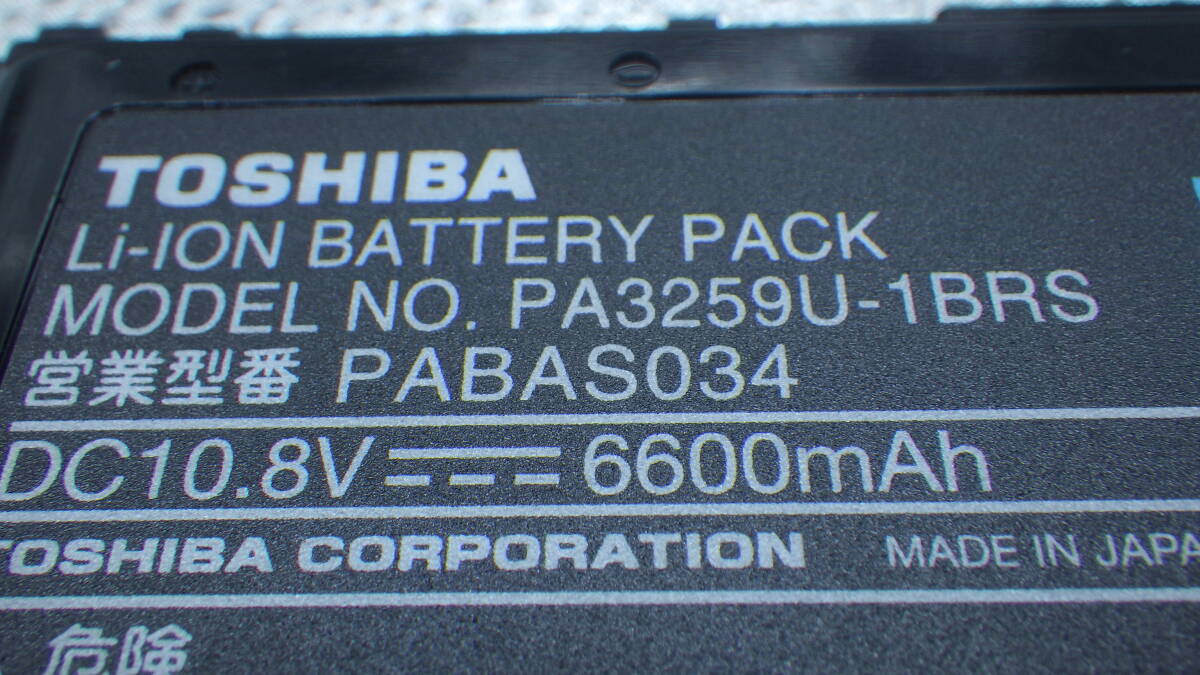 TOSHIBA
Li-ION BATTERY PACK
MODEL NO. PA3259U-1BRS
営業型番 PABAS034
DC10.8V ⎓ 6600mAh
TOSHIBA CORPORATION MADE IN JAPA
危険